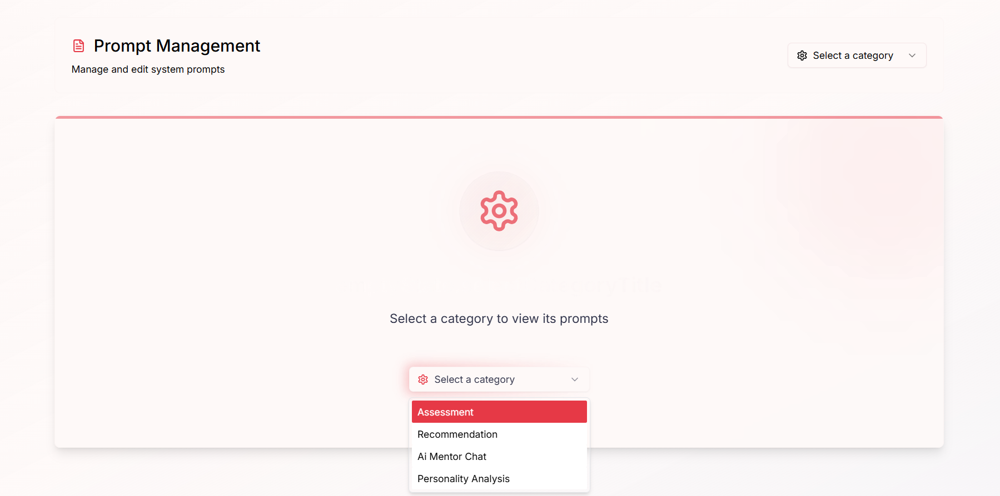 Prompt Management
Manage and edit system prompts
Select a category
Select a category to view its prompts
Select a category
Assessment
Recommendation
Ai Mentor Chat
Personality Analysis